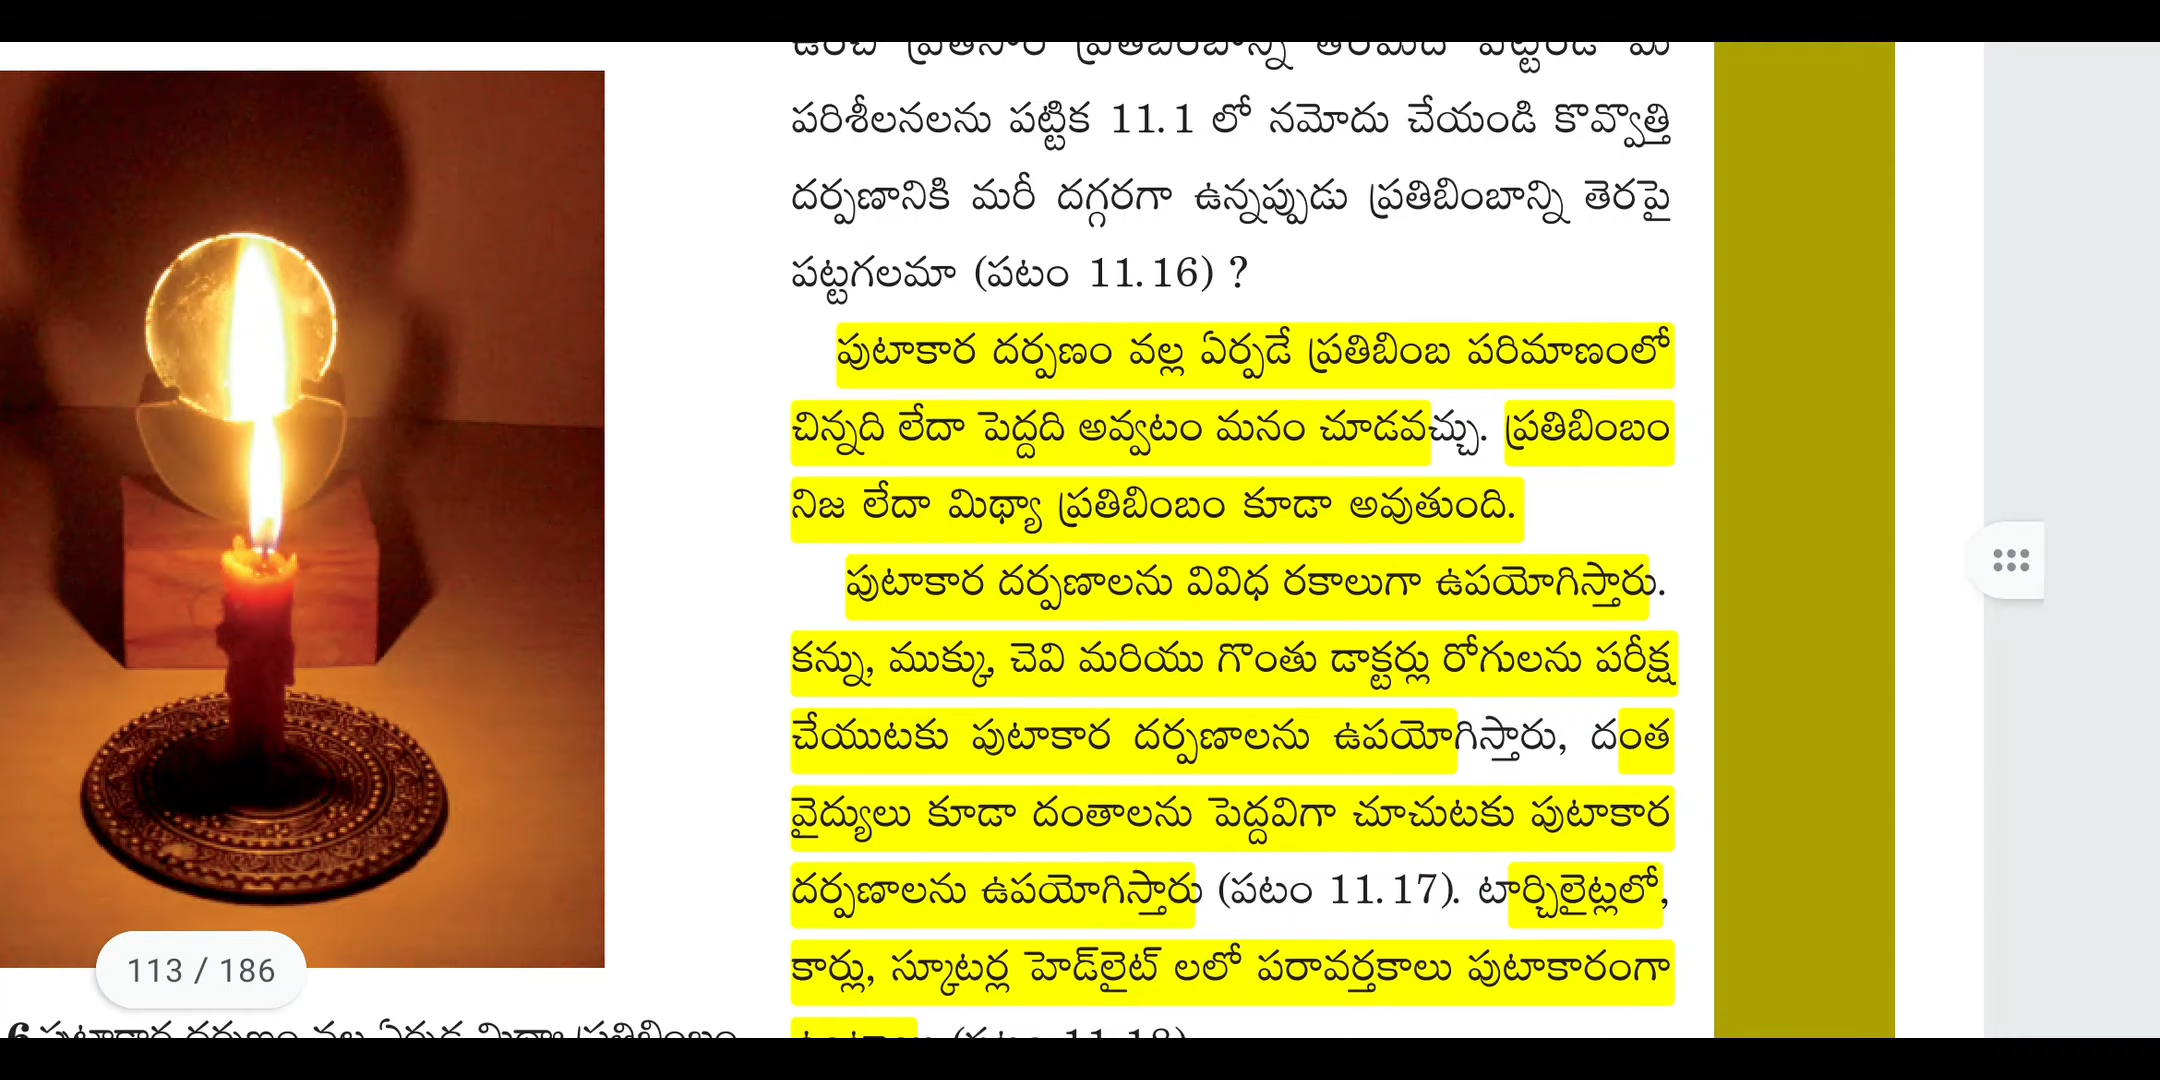 పరిశీలనలను పట్టిక 11.1 లో నమోదు చేయండి కొవ్వొత్తి
దర్పణానికి మరీ దగ్గరగా ఉన్నప్పుడు ప్రతిబింబాన్ని తెరపై
పట్టగలమా (పటం 11.16) ?
పుటాకార దర్పణం వల్ల ఏర్పడే ప్రతిబింబ పరిమాణంలో
చిన్నది లేదా పెద్దది అవ్వటం మనం చూడవచ్చు. ప్రతిబింబం
నిజ లేదా మిథ్యా ప్రతిబింబం కూడా అవుతుంది.
పుటాకార దర్పణాలను వివిధ రకాలుగా ఉపయోగిస్తారు.
కన్ను, ముక్కు, చెవి మరియు గొంతు డాక్టర్లు రోగులను పరీక్ష
చేయుటకు పుటాకార దర్పణాలను ఉపయోగిస్తారు, దంత
వైద్యులు కూడా దంతాలను పెద్దవిగా చూచుటకు పుటాకార
దర్పణాలను ఉపయోగిస్తారు (పటం 11.17). టార్చిలైట్లలో,
కార్లు, స్కూటర్ల హెడ్‌లైట్ లలో పరావర్తకాలు పుటాకారంగా
113 / 186